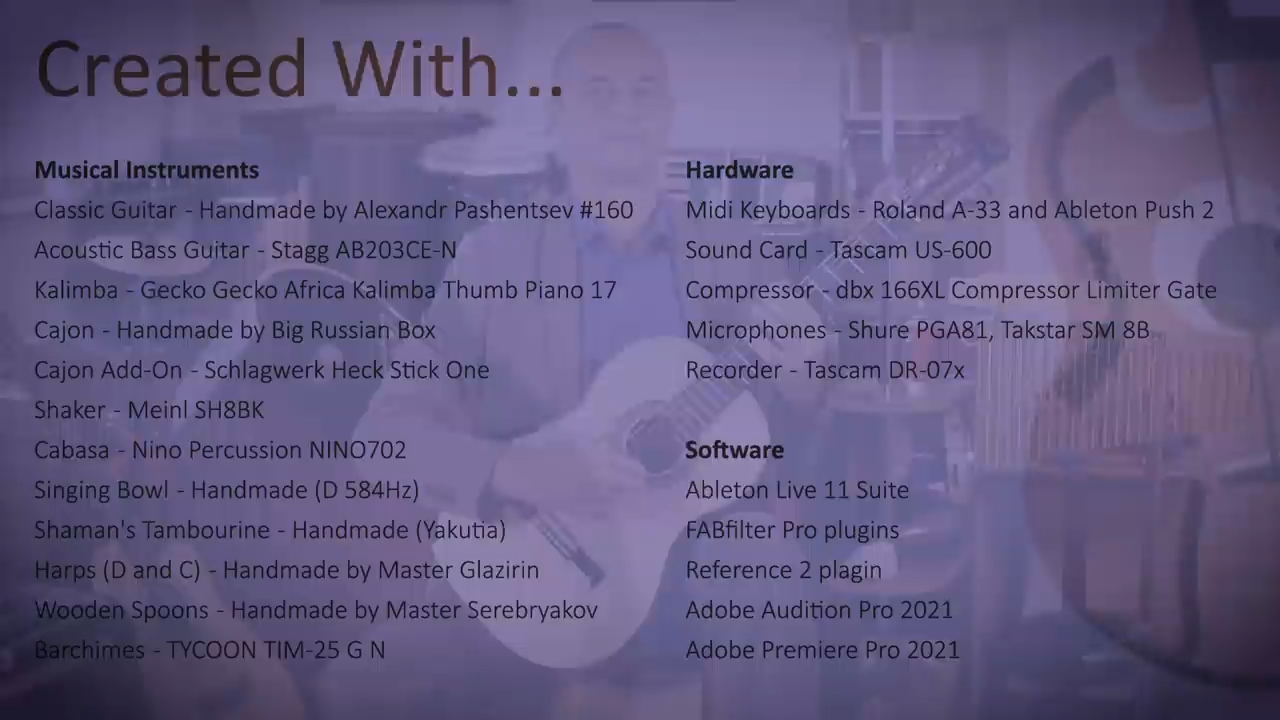 Created With...
Musical Instruments
Classic Guitar - Handmade by Alexandr Pashentsev #160
Acoustic Bass Guitar - Stagg AB203CE-N
Kalimba - Gecko Gecko Africa Kalimba Thumb Piano 17
Cajon - Handmade by Big Russian Box
Cajon Add-On - Schlagwerk Heck Stick One
Shaker - Meinl SH8BK
Cabasa - Nino Percussion NINO702
Singing Bowl - Handmade (D 584Hz)
Shaman's Tambourine - Handmade (Yakutia)
Harps (D and C) - Handmade by Master Glazirin
Wooden Spoons - Handmade by Master Serebryakov
Barchimes - TYCOON TIM-25 G N
Hardware
Midi Keyboards - Roland A-33 and Ableton Push 2
Sound Card - Tascam US-600
Compressor - dbx 166XL Compressor Limiter Gate
Microphones - Shure PGA81, Takstar SM 8B
Recorder - Tascam DR-07x
Software
Ableton Live 11 Suite
FABfilter Pro plugins
Reference 2 plagin
Adobe Audition Pro 2021
Adobe Premiere Pro 2021